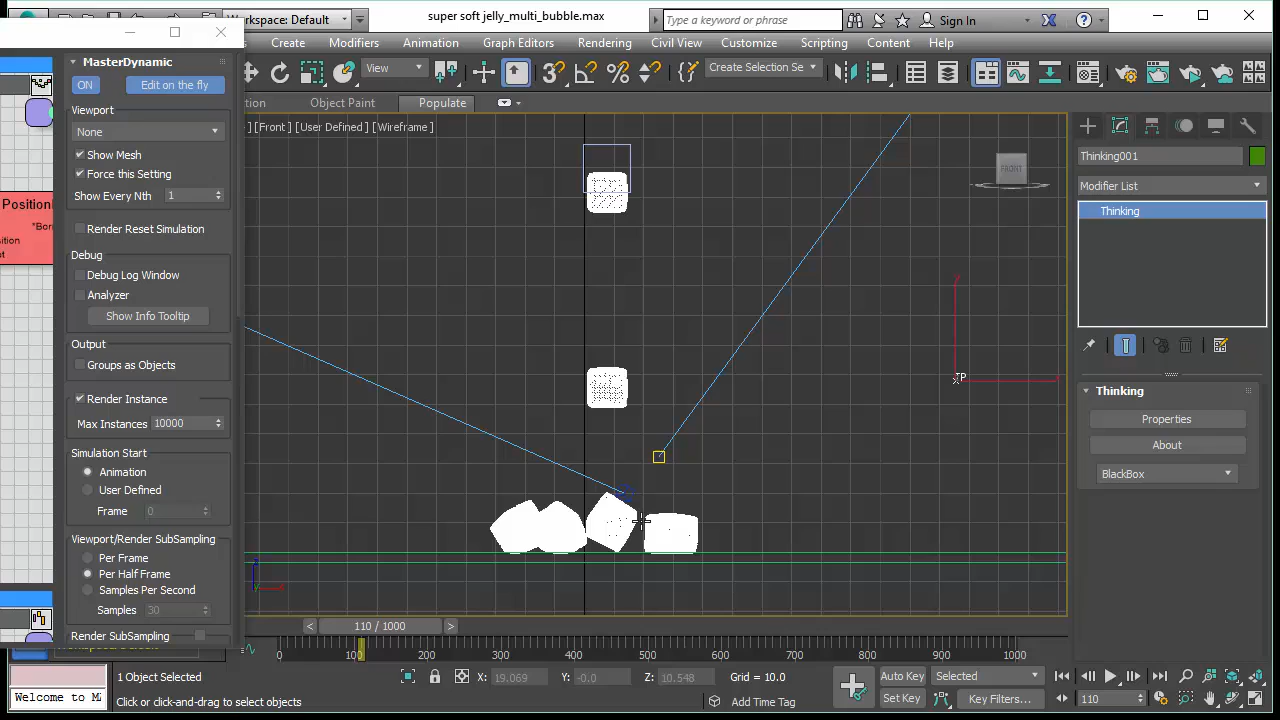 Workspace: Default
super soft jelly_multi_bubble.max
Type a keyword or phrase
Sign In
Create
Modifiers
Animation
Graph Editors
Rendering
Civil View
Customize
Scripting
Content
Help
View
Create Selection Se
Object Paint
Populate
[Front] [User Defined] [Wireframe]
FRONT
MasterDynamic
ON
Edit on the fly
Viewport
None
Show Mesh
Force this Setting
Show Every Nth 1
Render Reset Simulation
Debug
Debug Log Window
Analyzer
Show Info Tooltip
Output
Groups as Objects
Render Instance
Max Instances 10000
Simulation Start
Animation
User Defined
Frame 0
Viewport/Render SubSampling
Per Frame
Per Half Frame
Samples Per Second
Samples 30
Render SubSampling
TP
Thinking001
Modifier List
Thinking
Thinking
Properties
About
BlackBox
< 110 / 1000 >
0 100 200 300 400 500 600 700 800 900 1000
Welcome to M
1 Object Selected
Click or click-and-drag to select objects
X: 19.069
Y: -0.0
Z: 10.548
Grid = 10.0
Add Time Tag
Auto Key
Selected
Set Key
Key Filters...
110